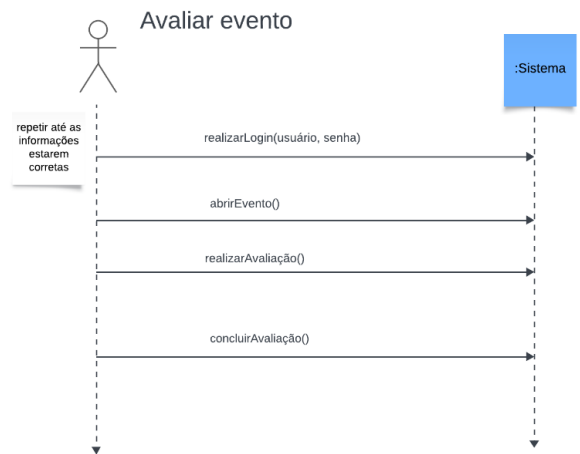 Avaliar evento
:Sistema
repetir até as
informações
estarem
corretas
realizarLogin(usuário, senha)
abrirEvento()
realizarAvaliação()
concluirAvaliação()